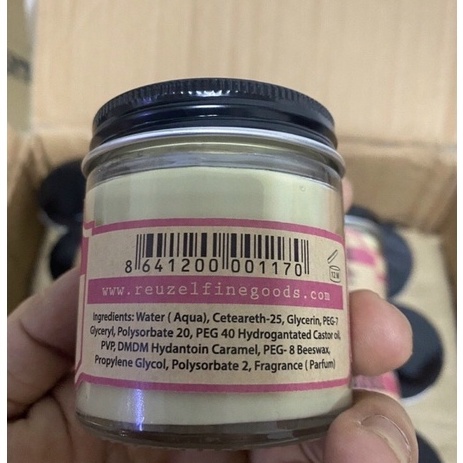 8 641200 001170
12 M
www.reuzelfinegoods.com
Ingredients: Water ( Aqua), Ceteareth-25, Glycerin, PEG-7
Glyceryl, Polysorbate 20, PEG 40 Hydrogantated Castor oil,
PVP, DMDM Hydantoin Caramel, PEG- 8 Beeswax,
Propylene Glycol, Polysorbate 2, Fragrance ( Parfum)